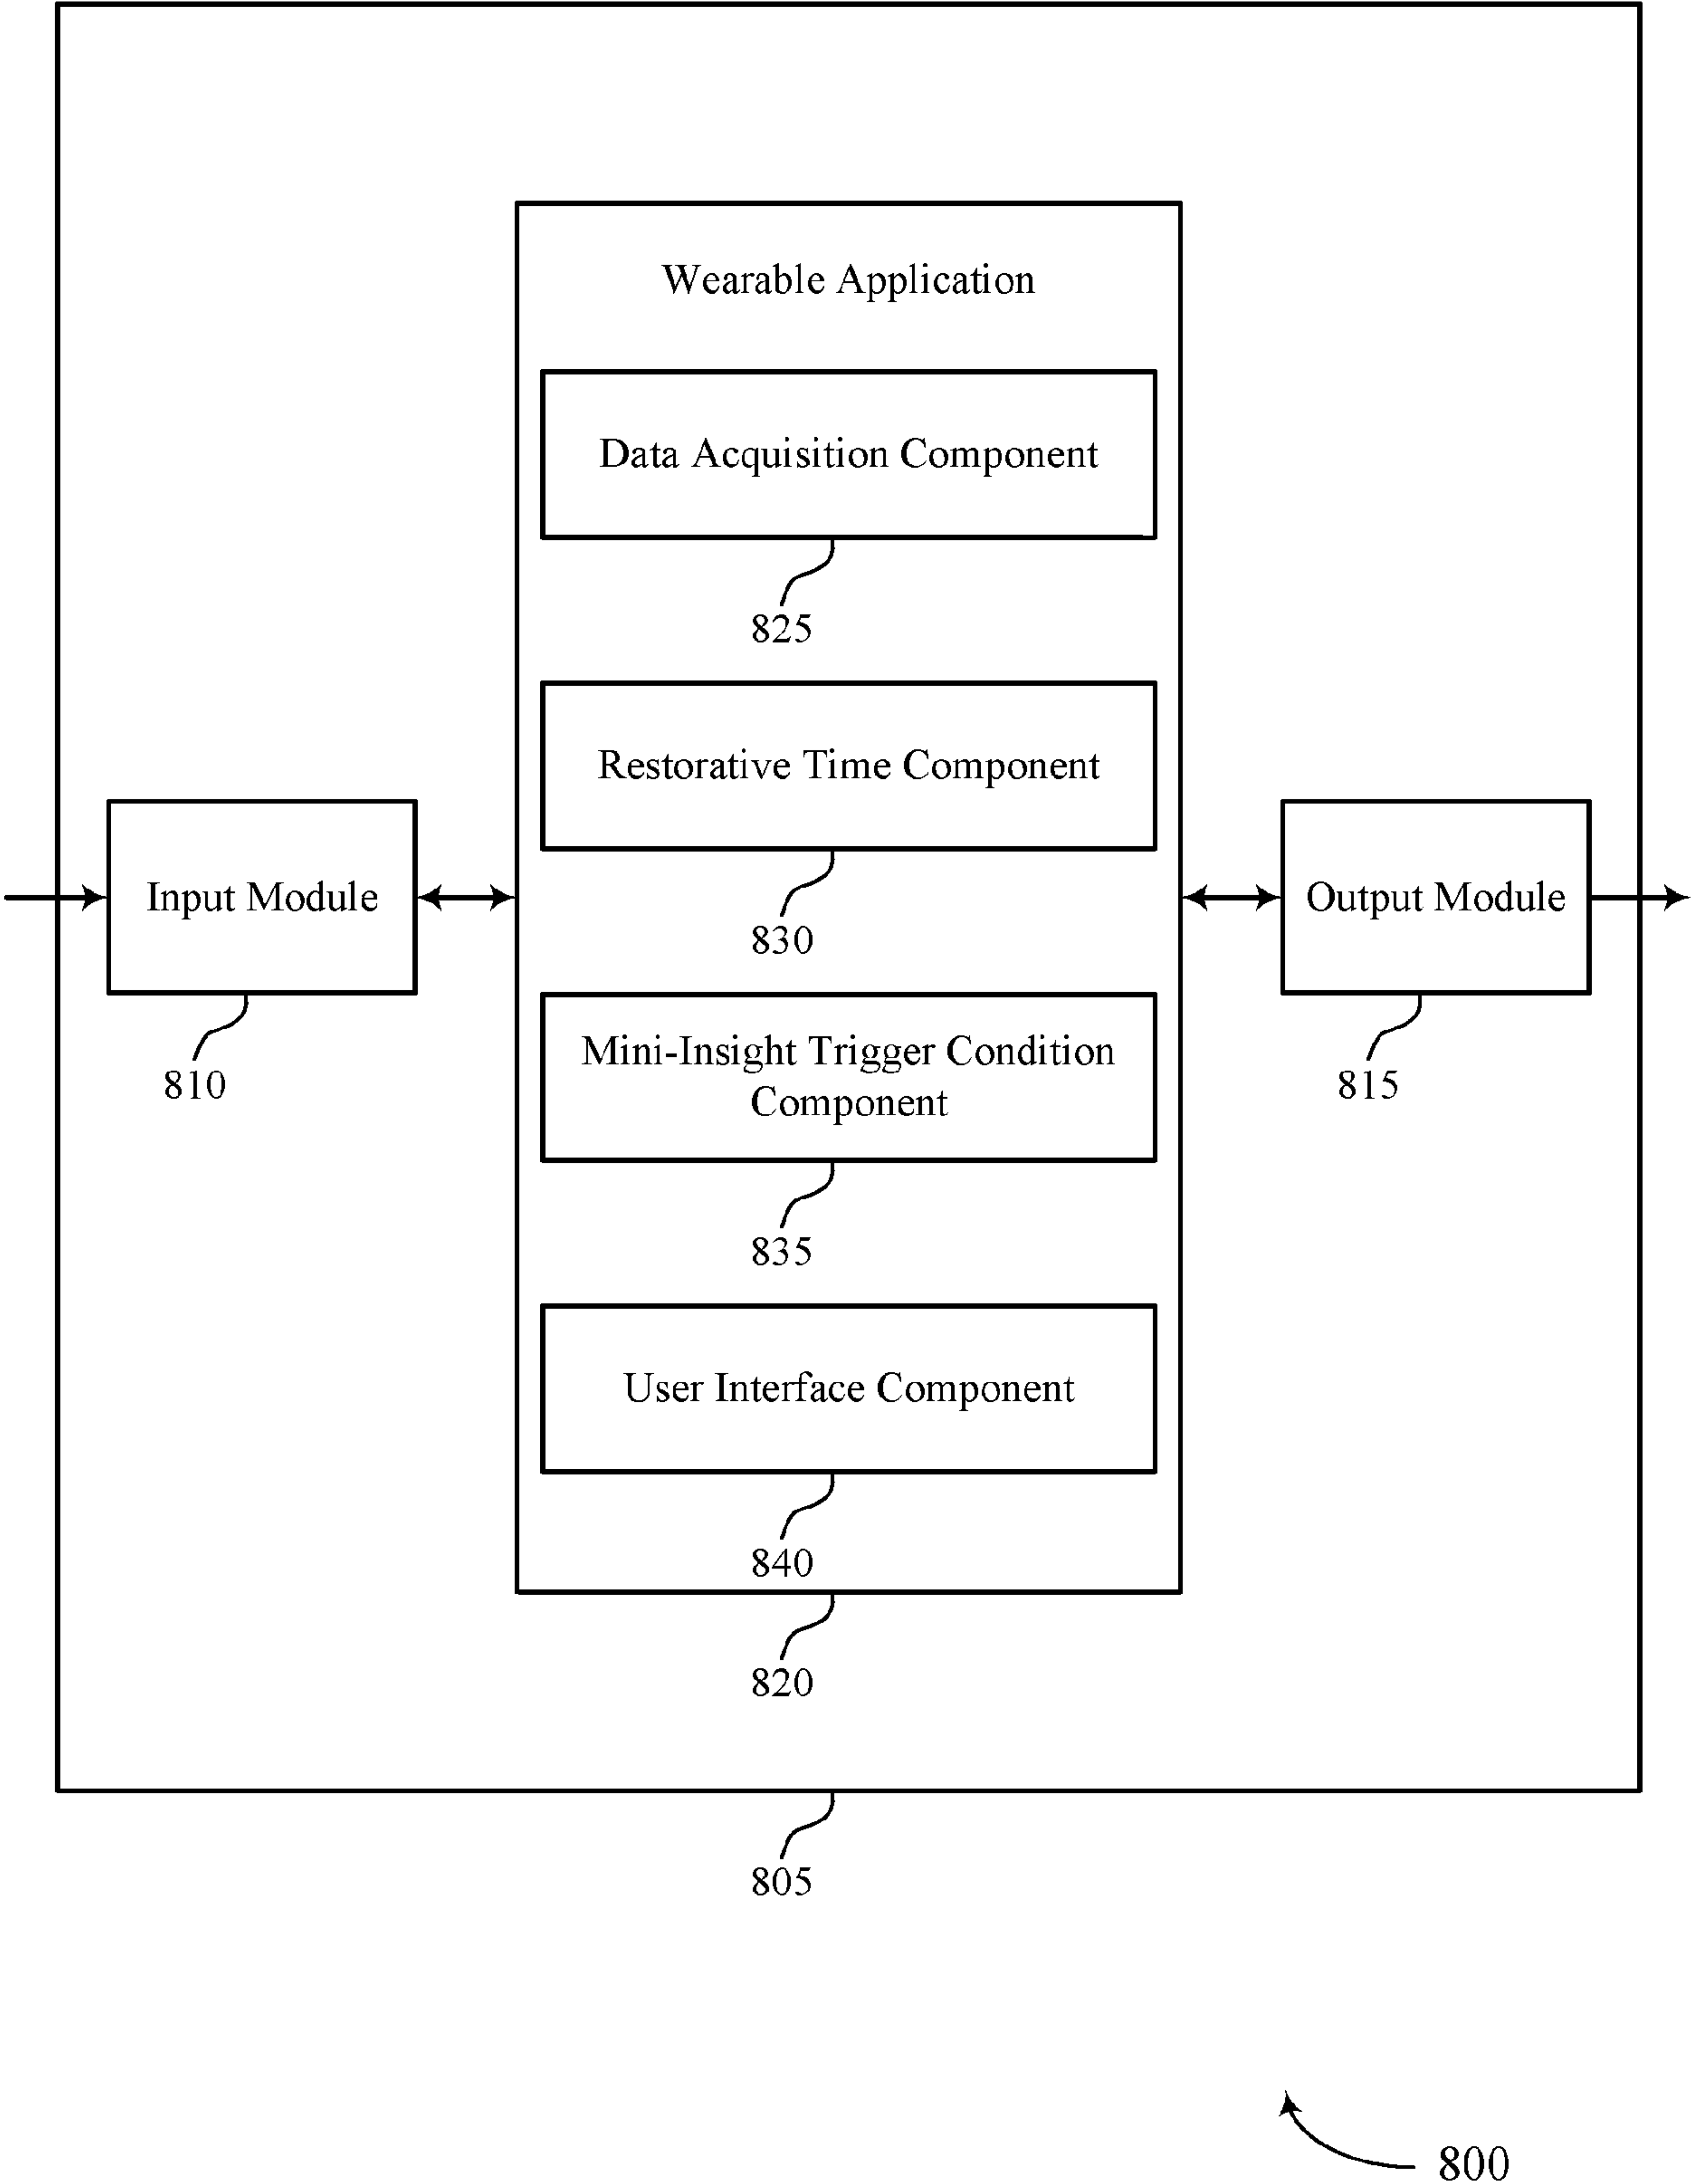 Wearable Application
Data Acquisition Component
825
Restorative Time Component
830
Input Module
810
Output Module
815
Mini-Insight Trigger Condition
Component
835
User Interface Component
840
820
805
800